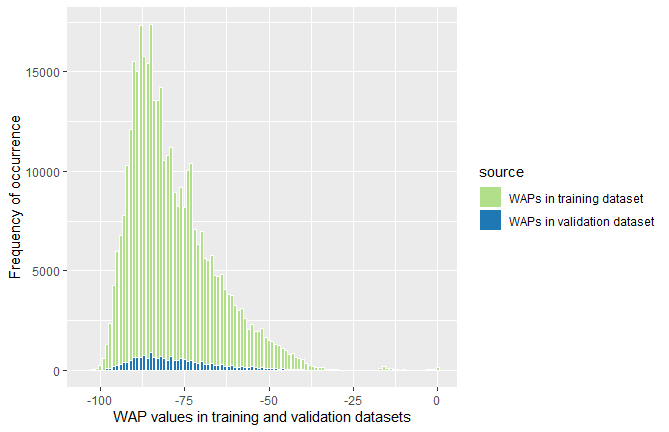 15000
10000
5000
0
Frequency of occurrence
-100
-75
-50
-25
0
WAP values in training and validation datasets
source
WAPs in training dataset
WAPs in validation dataset